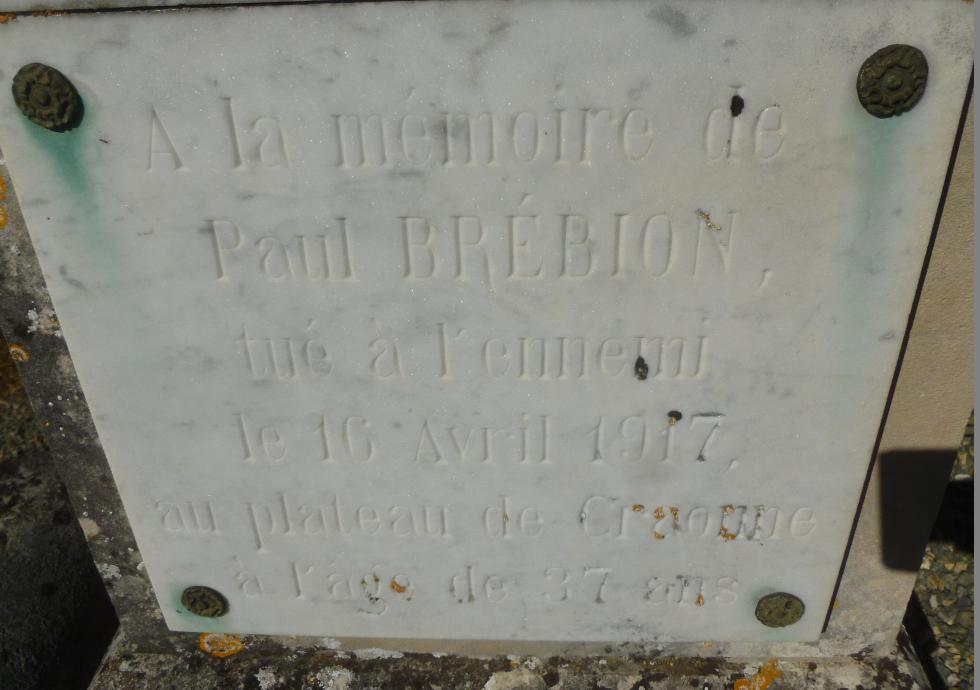 A la mémoire de
Paul BRÉBION,
tué à l'ennemi
le 16 Avril 1917,
au plateau de Craonne
à l'âge de 37 ans